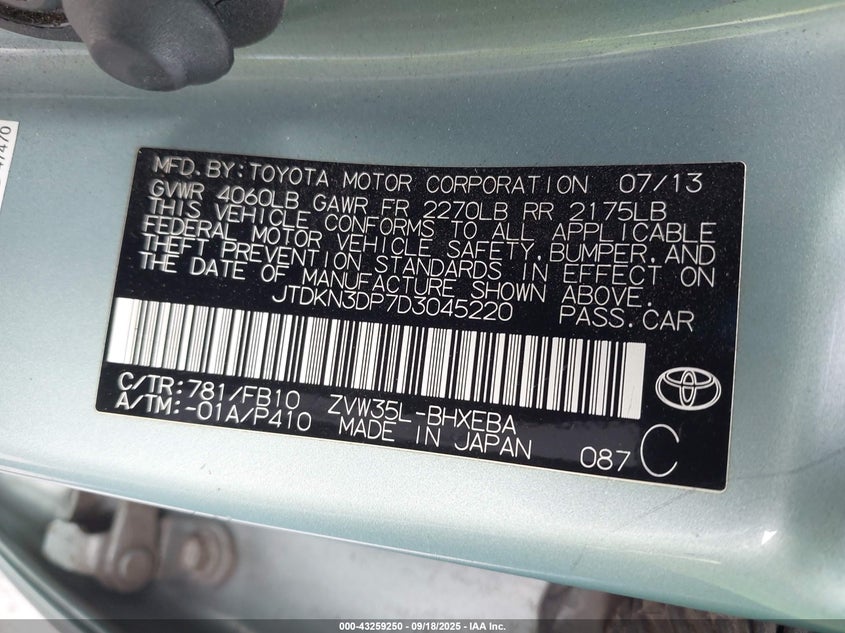 47470
MFD. BY: TOYOTA MOTOR CORPORATION 07/13
GVWR 4060LB GAWR FR 2270LB RR 2175LB
THIS VEHICLE CONFORMS TO ALL APPLICABLE
FEDERAL MOTOR VEHICLE SAFETY, BUMPER, AND
THEFT PREVENTION STANDARDS IN EFFECT ON
THE DATE OF MANUFACTURE SHOWN ABOVE.
JTDKN3DP7D3045220 PASS. CAR
C/TR: 781/FB10 ZVW35L-BHXEBA
A/TM: -01A/P410 MADE IN JAPAN 087 C
000-43259250 - 09/18/2025 - IAA Inc.